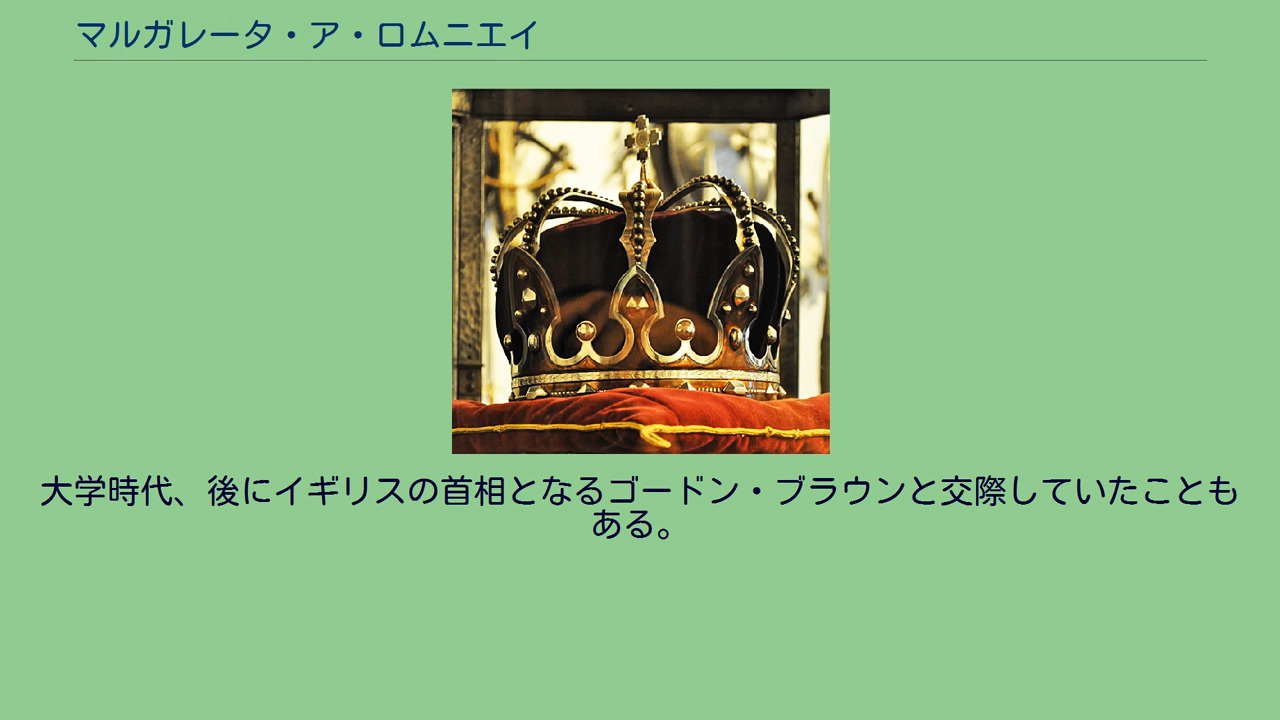 マルガレータ・ア・ロムニエイ
大学時代、後にイギリスの首相となるゴードン・ブラウンと交際していたことも
ある。